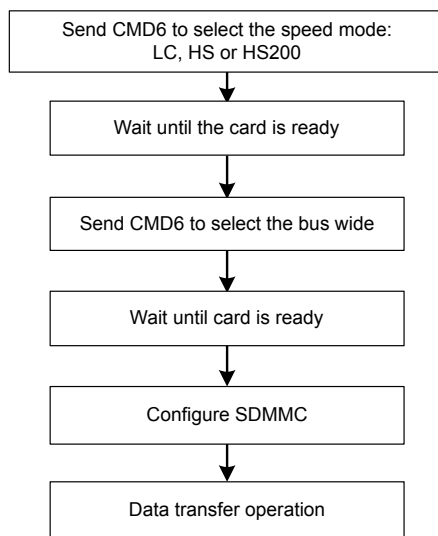 Send CMD6 to select the speed mode:
LC, HS or HS200
Wait until the card is ready
Send CMD6 to select the bus wide
Wait until card is ready
Configure SDMMC
Data transfer operation